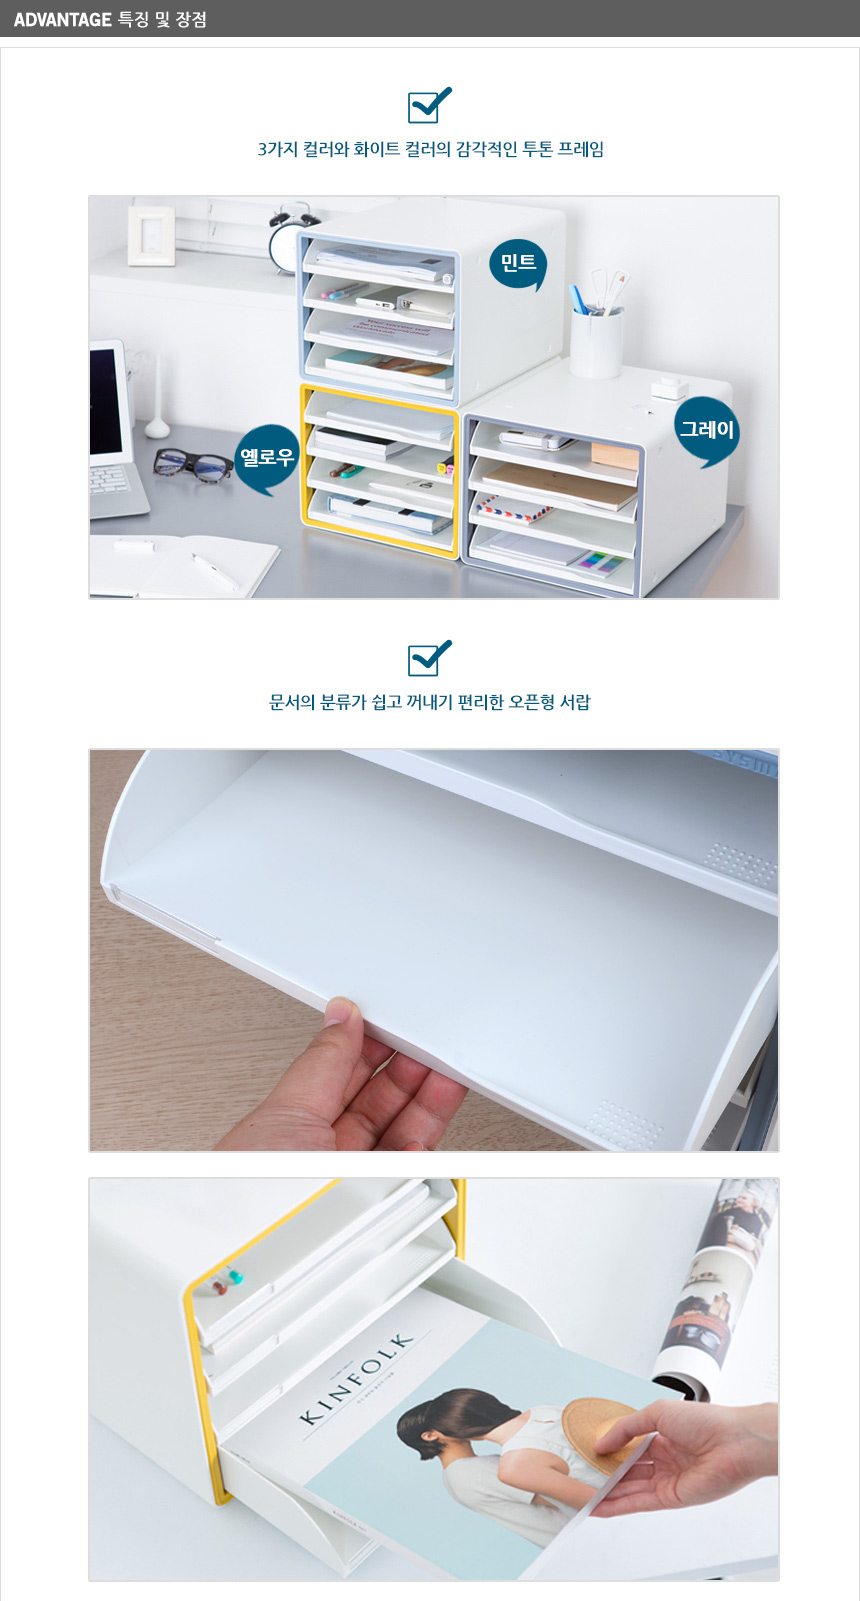 ADVANTAGE 특징 및 장점
3가지 컬러와 화이트 컬러의 감각적인 투톤 프레임
민트
그레이
옐로우
문서의 분류가 쉽고 꺼내기 편리한 오픈형 서랍
SYSM
KINFOLK